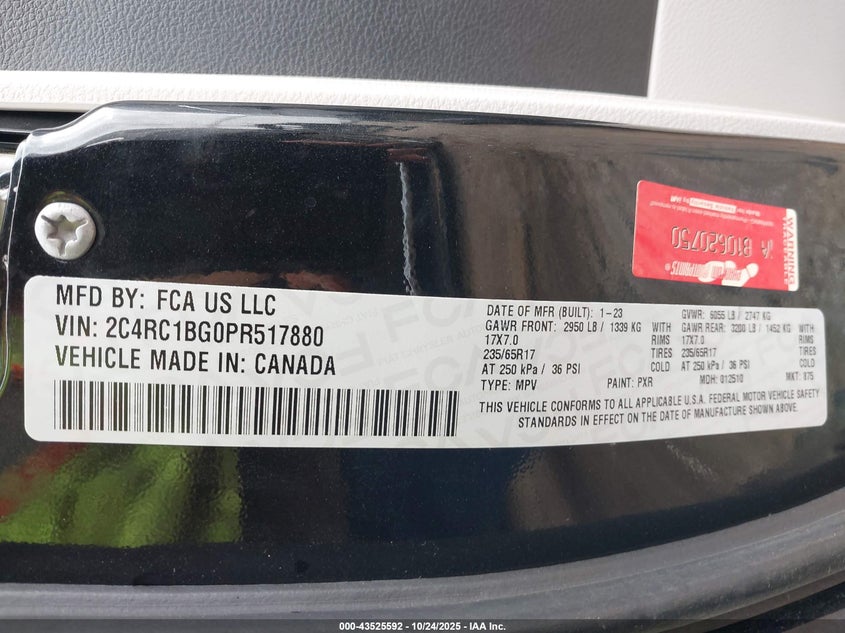 MFD BY: FCA US LLC
VIN: 2C4RC1BG0PR517880
VEHICLE MADE IN: CANADA
DATE OF MFR (BUILT): 1-23
GVWR: 6055 LB / 2747 KG
GAWR FRONT: 2950 LB / 1339 KG WITH
GAWR REAR: 3200 LB / 1452 KG WITH
17X7.0 RIMS 17X7.0 RIMS
235/65R17 TIRES 235/65R17 TIRES
AT 250 kPa / 36 PSI COLD AT 250 kPa / 36 PSI COLD
TYPE: MPV PAINT: PXR MDH: 012510 MKT: 875
THIS VEHICLE CONFORMS TO ALL APPLICABLE U.S.A. FEDERAL MOTOR VEHICLE SAFETY
STANDARDS IN EFFECT ON THE DATE OF MANUFACTURE SHOWN ABOVE
WARNING
B10620750
000-43525592 - 10/24/2025 - IAA Inc.